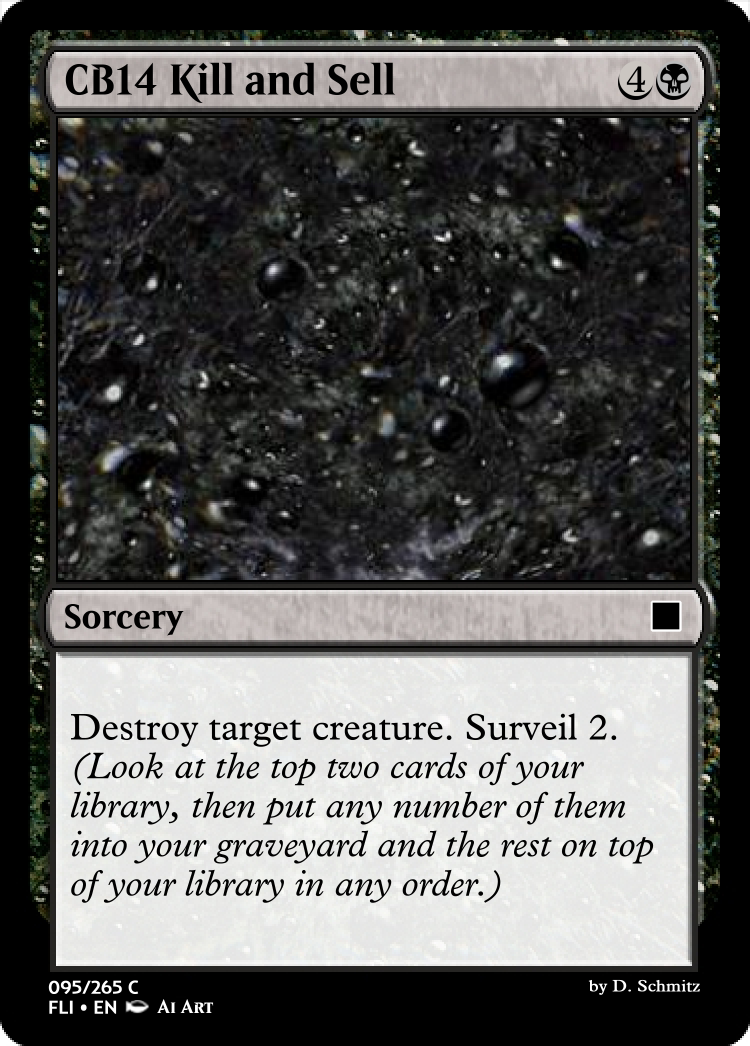 CB14 Kill and Sell 4
Sorcery
Destroy target creature. Surveil 2.
(Look at the top two cards of your
library, then put any number of them
into your graveyard and the rest on top
of your library in any order.)
095/265 C
by D. Schmitz
FLI • EN AI ART